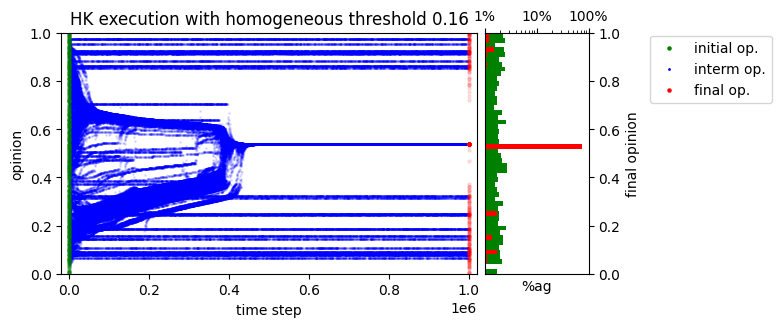 HK execution with homogeneous threshold 0.16
1% 10% 100%
1.0 0.8 0.6 0.4 0.2 0.0
opinion
0.0 0.2 0.4 0.6 0.8 1.0
1e6
time step
%ag
1.0 0.8 0.6 0.4 0.2 0.0
final opinion
initial op.
interm op.
final op.